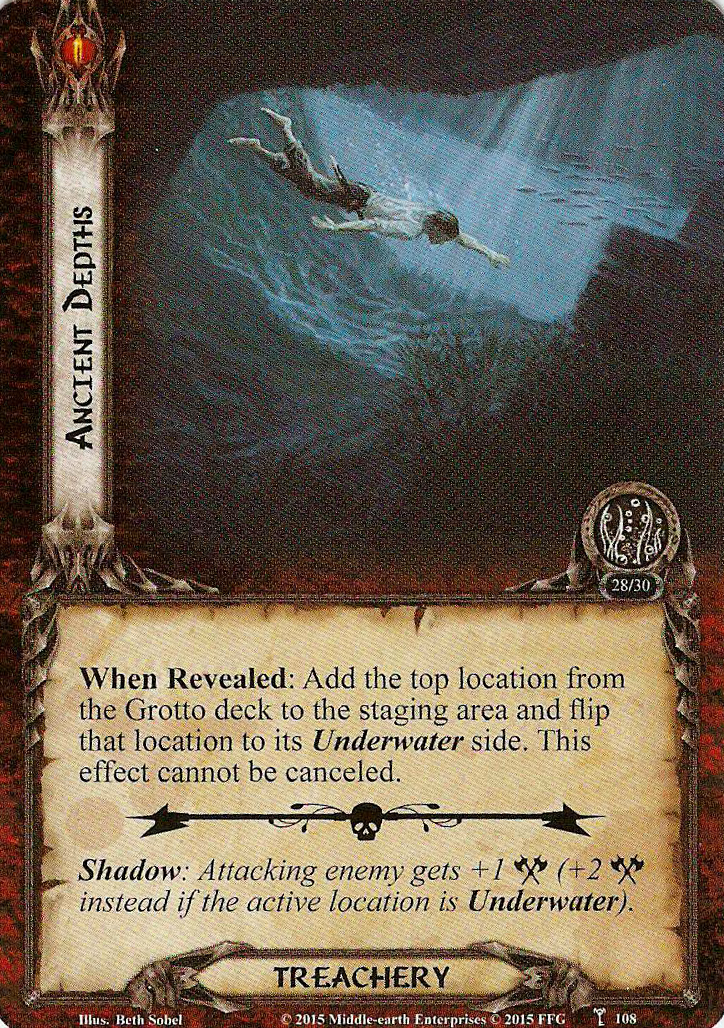 ANCIENT DEPTHS
28/30
When Revealed: Add the top location from
the Grotto deck to the staging area and flip
that location to its Underwater side. This
effect cannot be canceled.
Shadow: Attacking enemy gets +1 (+2
instead if the active location is Underwater).
TREACHERY
Illus. Beth Sobel © 2015 Middle-earth Enterprises © 2015 FFG 108